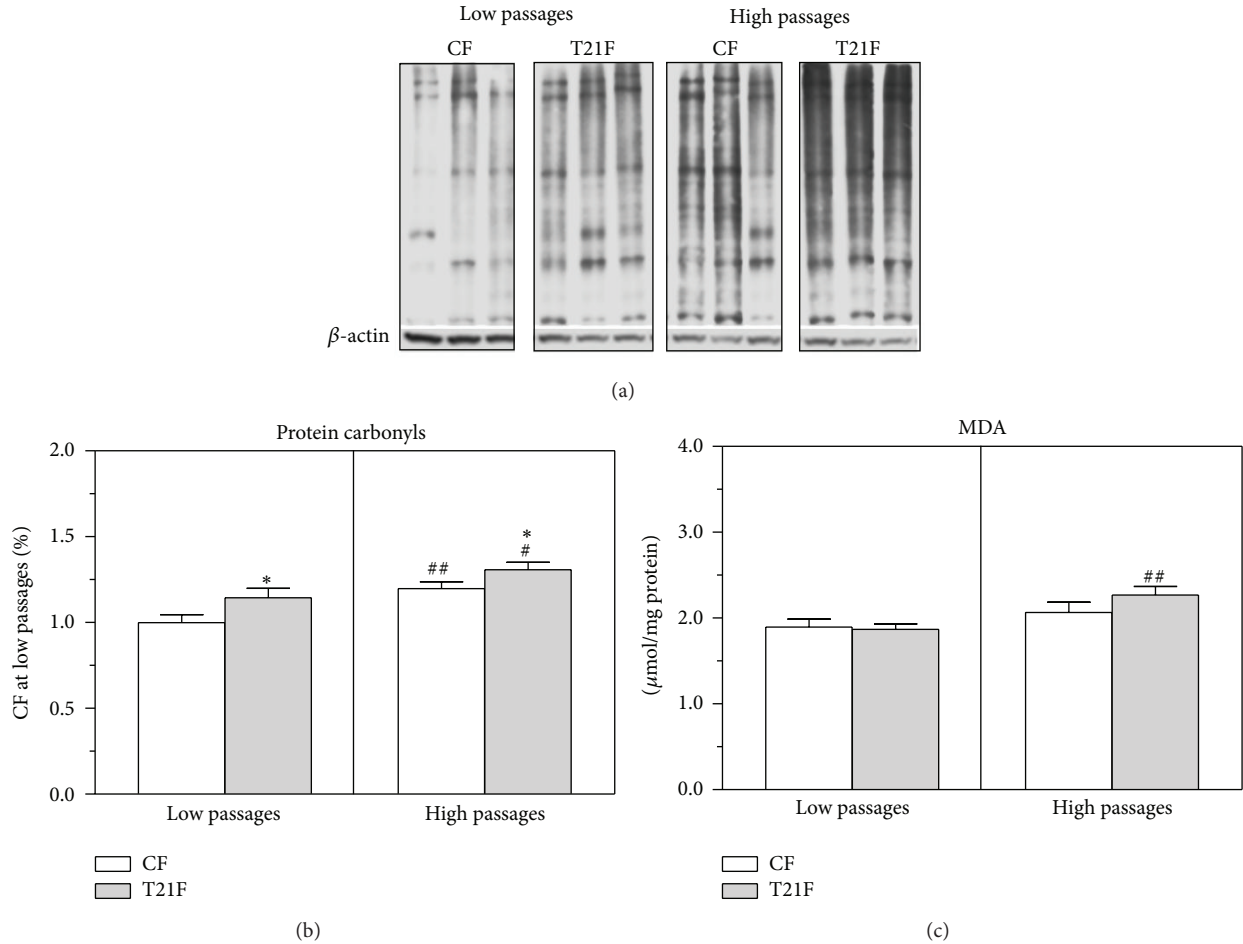 Low passages High passages
CF T21F CF T21F
β-actin
(a)
Protein carbonyls
2.0
1.5
1.0
0.5
0.0
CF at low passages (%)
*
##
*
#
Low passages High passages
CF
T21F
(b)
MDA
4.0
3.0
2.0
1.0
0.0
(μmol/mg protein)
##
Low passages High passages
CF
T21F
(c)